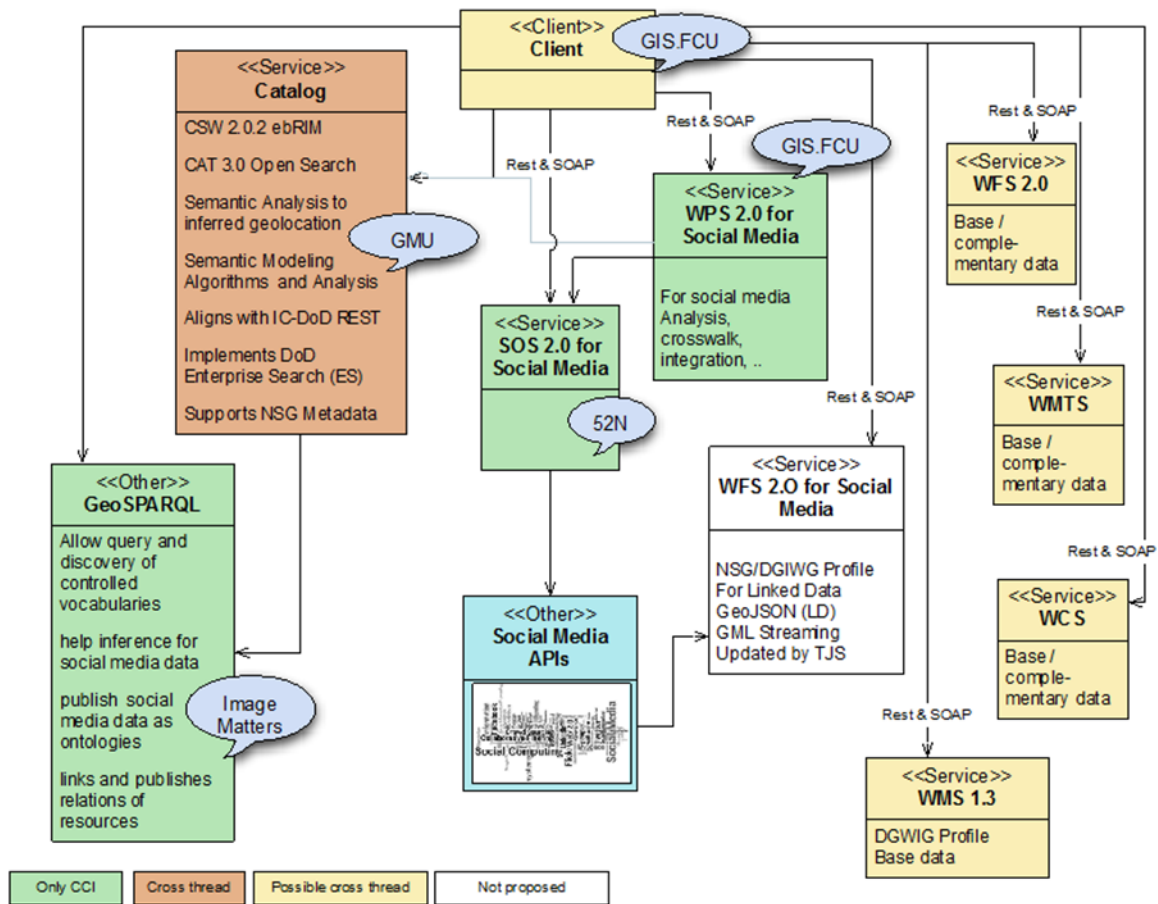 <<Client>>
Client
GIS.FCU
<<Service>>
Catalog
CSW 2.0.2 ebRIM
CAT 3.0 Open Search
Semantic Analysis to
inferred geolocation
Semantic Modeling
Algorithms and Analysis
Aligns with IC-DoD REST
Implements DoD
Enterprise Search (ES)
Supports NSG Metadata
GMU
Rest & SOAP
Rest & SOAP
GIS.FCU
<<Service>>
WPS 2.0 for
Social Media
For social media
Analysis,
crosswalk,
integration, ..
Rest & SOAP
<<Service>>
WFS 2.0
Base /
comple-
mentary data
<<Service>>
SOS 2.0 for
Social Media
52N
Rest & SOAP
<<Service>>
WMTS
Base /
comple-
mentary data
Rest & SOAP
<<Service>>
WFS 2.O for Social
Media
NSG/DGIWG Profile
For Linked Data
GeoJSON (LD)
GML Streaming
Updated by TJS
<<Other>>
GeoSPARQL
Allow query and
discovery of
controlled
vocabularies
help inference for
social media data
publish social
media data as
ontologies
links and publishes
relations of
resources
Image
Matters
<<Other>>
Social Media
APIs
Social Computing
Social Media
Rest & SOAP
<<Service>>
WCS
Base /
comple-
mentary data
Rest & SOAP
<<Service>>
WMS 1.3
DGWIG Profile
Base data
Only CCI
Cross thread
Possible cross thread
Not proposed